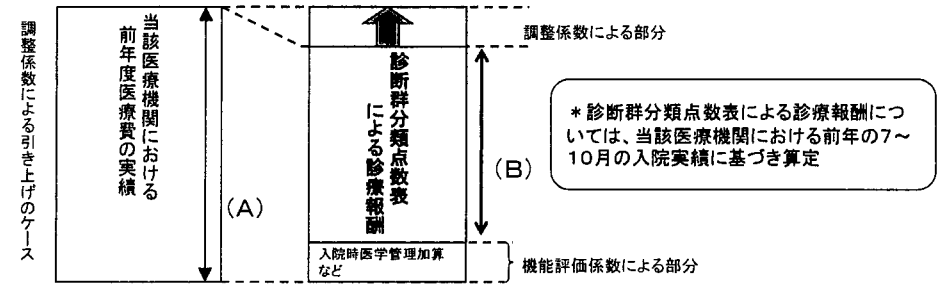 調整係数による引き上げのケース
当該医療機関における
前年度医療費の実績
(A)
診断群分類点数表
による診療報酬
入院時医学管理加算
など
(B)
調整係数による部分
機能評価係数による部分
＊診断群分類点数表による診療報酬につ
いては、当該医療機関における前年の7～
10月の入院実績に基づき算定